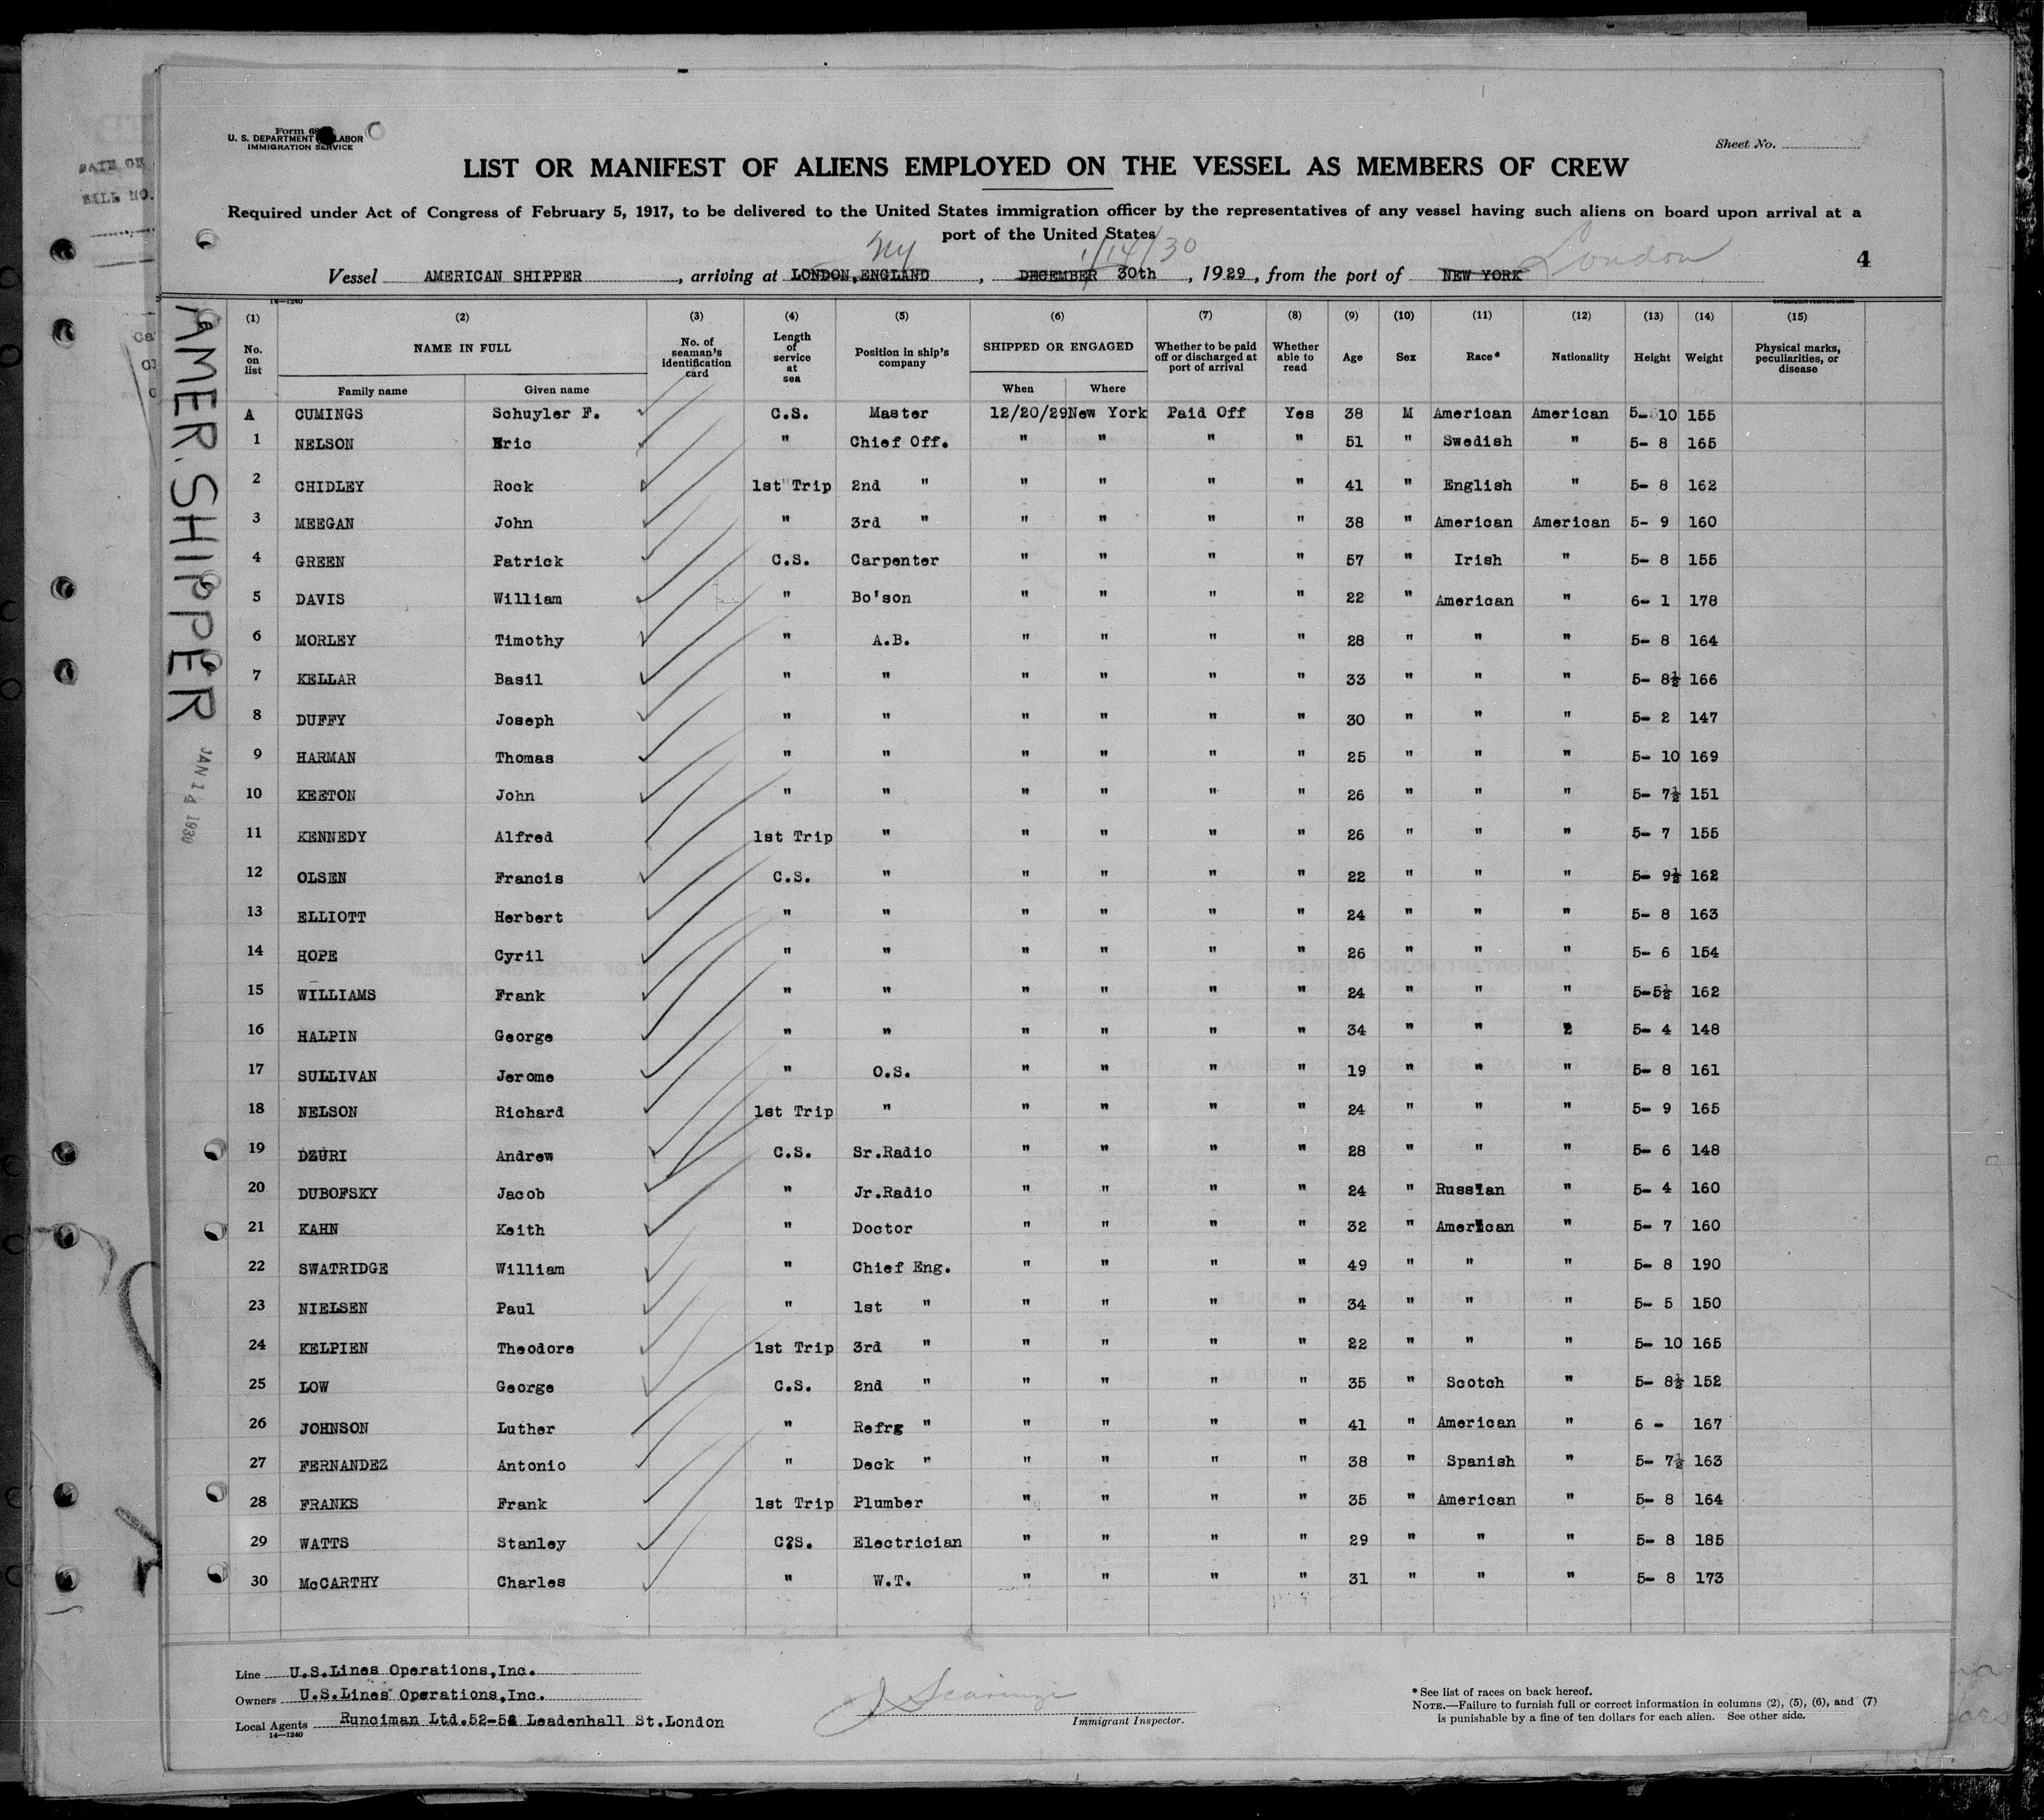 Form 68
U. S. DEPARTMENT LABOR
IMMIGRATION SERVICE
Sheet No.
LIST OR MANIFEST OF ALIENS EMPLOYED ON THE VESSEL AS MEMBERS OF CREW
Required under Act of Congress of February 5, 1917, to be delivered to the United States immigration officer by the representatives of any vessel having such aliens on board upon arrival at a
port of the United States
NY 1/14/30 London
Vessel AMERICAN SHIPPER, arriving at LONDON, ENGLAND, DECEMBER 30th, 1929, from the port of NEW YORK
4
AMER. SHIPPER
JAN 14 1930
14—1240
(1) (2) (3) (4) (5) (6) (7) (8) (9) (10) (11) (12) (13) (14) (15)
No. on list NAME IN FULL No. of seaman's identification card Length of service at sea Position in ship's company SHIPPED OR ENGAGED Whether to be paid off or discharged at port of arrival Whether able to read Age Sex Race* Nationality Height Weight Physical marks, peculiarities, or disease
Family name Given name When Where
A CUMINGS Schuyler F. C.S. Master 12/20/29 New York Paid Off Yes 38 M American American 5- 10 155
1 NELSON Eric " Chief Off. " " " " 51 " Swedish " 5- 8 165
2 CHIDLEY Rock 1st Trip 2nd " " " " " 41 " English " 5- 8 162
3 MEEGAN John " 3rd " " " " " 38 " American American 5- 9 160
4 GREEN Patrick C.S. Carpenter " " " " 57 " Irish " 5- 8 155
5 DAVIS William " Bo'son " " " " 22 " American " 6- 1 178
6 MORLEY Timothy " A.B. " " " " 28 " " " 5- 8 164
7 KELLAR Basil " " " " " " 33 " " " 5- 8½ 166
8 DUFFY Joseph " " " " " " 30 " " " 5- 2 147
9 HARMAN Thomas " " " " " " 25 " " " 5- 10 169
10 KEETON John " " " " " " 26 " " " 5- 7½ 151
11 KENNEDY Alfred 1st Trip " " " " " 26 " " " 5- 7 155
12 OLSEN Francis C.S. " " " " " 22 " " " 5- 9½ 162
13 ELLIOTT Herbert " " " " " " 24 " " " 5- 8 163
14 HOPE Cyril " " " " " " 26 " " " 5- 6 154
15 WILLIAMS Frank " " " " " " 24 " " " 5-5½ 162
16 HALPIN George " " " " " " 34 " " 2 5- 4 148
17 SULLIVAN Jerome " O.S. " " " " 19 " " " 5- 8 161
18 NELSON Richard 1st Trip " " " " " 24 " " " 5- 9 165
19 DZURI Andrew C.S. Sr.Radio " " " " 28 " " " 5- 6 148
20 DUBOFSKY Jacob " Jr.Radio " " " " 24 " Russian " 5- 4 160
21 KAHN Keith " Doctor " " " " 32 " American " 5- 7 160
22 SWATRIDGE William " Chief Eng. " " " " 49 " " " 5- 8 190
23 NIELSEN Paul " 1st " " " " " 34 " " " 5- 5 150
24 KELPIEN Theodore 1st Trip 3rd " " " " " 22 " " " 5- 10 165
25 LOW George C.S. 2nd " " " " " 35 " Scotch " 5- 8½ 152
26 JOHNSON Luther " Refrg " " " " " 41 " American " 6 - 167
27 FERNANDEZ Antonio " Deck " " " " " 38 " Spanish " 5- 7½ 163
28 FRANKS Frank 1st Trip Plumber " " " " 35 " American " 5- 8 164
29 WATTS Stanley C?S. Electrician " " " " 29 " " " 5- 8 185
30 McCARTHY Charles " W.T. " " " " 31 " " " 5- 8 173
Line U.S.Lines Operations,Inc.
Owners U.S.Lines Operations,Inc.
Local Agents Runciman Ltd.52-54 Leadenhall St.London
14—1240
Immigrant Inspector.
*See list of races on back hereof.
NOTE.—Failure to furnish full or correct information in columns (2), (5), (6), and (7)
is punishable by a fine of ten dollars for each alien. See other side.